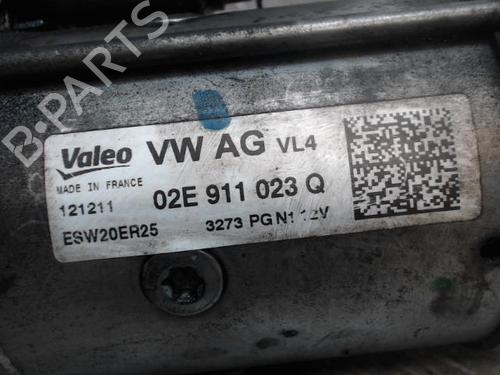 B-PARTS
Valeo VW AG VL4
MADE IN FRANCE
121211
02E 911 023 Q
ESW20ER25
3273 PG N1 12V